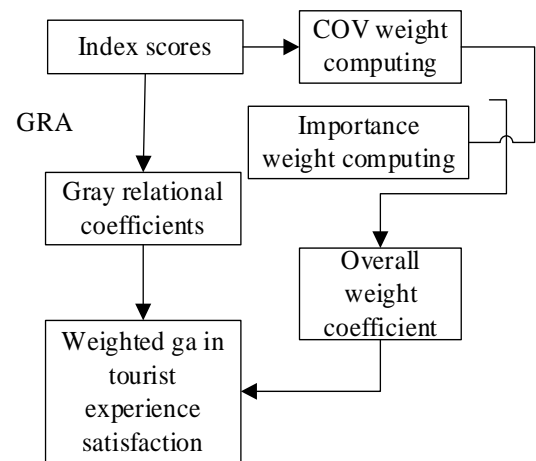 Index scores
COV weight
computing
GRA
Importance
weight computing
Gray relational
coefficients
Overall
weight
coefficient
Weighted ga in
tourist
experience
satisfaction